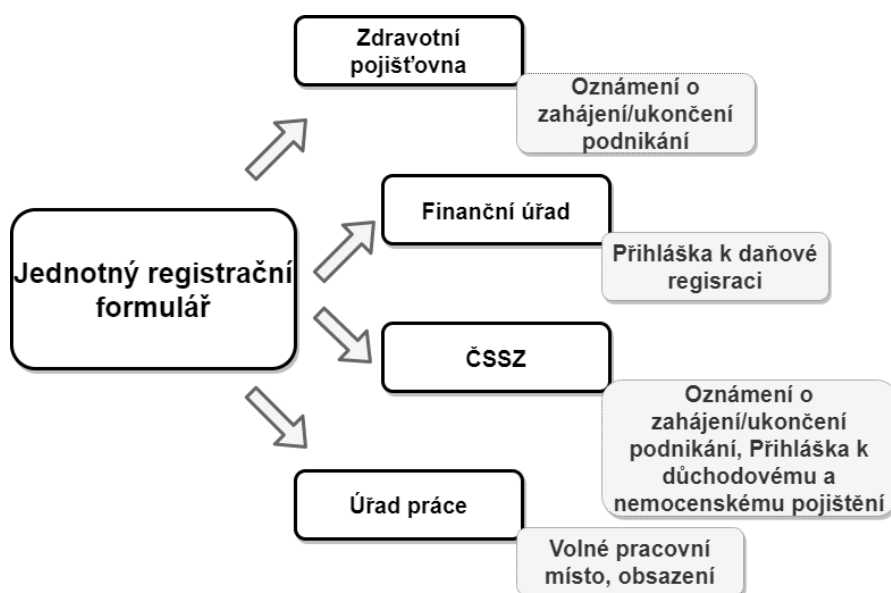 Zdravotní
pojišťovna
Oznámení o
zahájení/ukončení
podnikání
Finanční úřad
Přihláška k daňové
regisraci
Jednotný registrační
formulář
ČSSZ
Oznámení o
zahájení/ukončení
podnikání, Přihláška k
důchodovému a
nemocenskému pojištění
Úřad práce
Volné pracovní
místo, obsazení